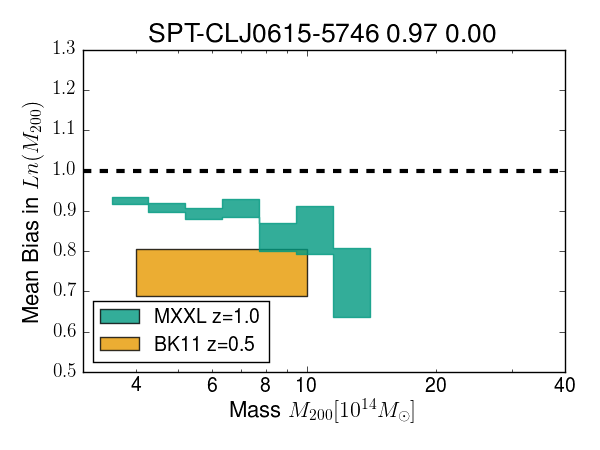 SPT-CLJ0615-5746 0.97 0.00
1.3
1.2
1.1
1.0
0.9
0.8
0.7
0.6
0.5
Mean Bias in Ln(M₂₀₀)
MXXL z=1.0
BK11 z=0.5
4 6 8 10 20 40
Mass M₂₀₀[10¹⁴M☉]